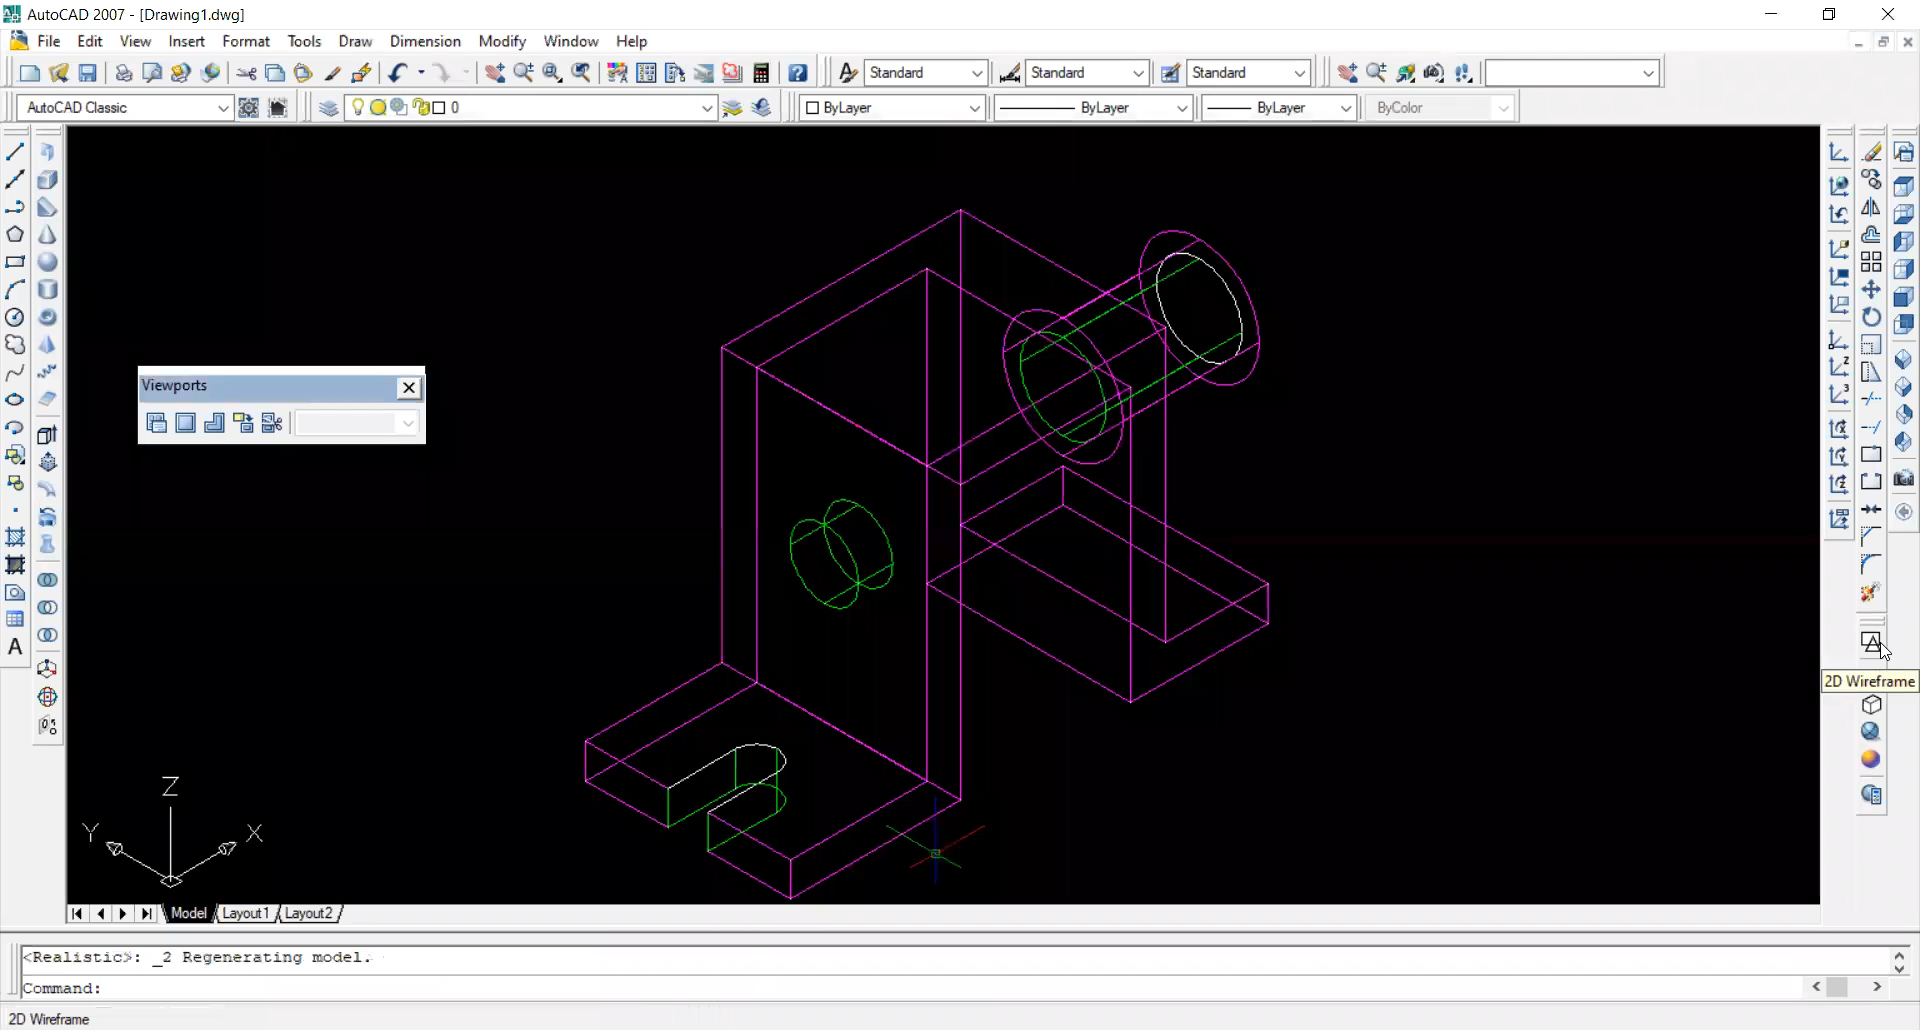 AutoCAD 2007 - [Drawing1.dwg]
File Edit View Insert Format Tools Draw Dimension Modify Window Help
Standard Standard Standard
AutoCAD Classic 0 ByLayer ByLayer ByLayer ByColor
Viewports
2D Wireframe
Z
Y X
Model Layout1 Layout2
<Realistic>: _2 Regenerating model.
Command:
2D Wireframe